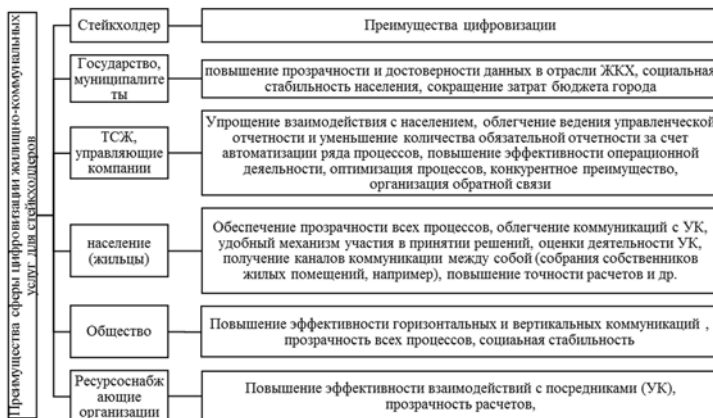 Преимущества сферы цифровизации жилищно-коммунальных
услуг для стейкхолдеров
Стейкхолдер
Преимущества цифровизации
Государство,
муниципалите
ты
повышение прозрачности и достоверности данных в отрасли ЖКХ, социальная
стабильность населения, сокращение затрат бюджета города
ТСЖ,
управляющие
компании
Упрощение взаимодействия с населением, облегчение ведения управленческой
отчетности и уменьшение количества обязательной отчетности за счет
автоматизации ряда процессов, повышение эффективности операционной
деяельности, оптимизация процессов, конкурентное преимущество,
организация обратной связи
население
(жильцы)
Обеспечение прозрачности всех процессов, облегчение коммуникаций с УК,
удобный механизм участия в принятии решений, оценки деятельности УК,
получение каналов коммуникации между собой (собрания собственников
жилых помещений, например), повышение точности расчетов и др.
Общество
Повышение эффективности горизонтальных и вертикальных коммуникаций ,
прозрачность всех процессов, социаьная стабильность
Ресурсоснабж
ающие
организации
Повышение эффективности взаимодействий с посредниками (УК),
прозрачность расчетов,